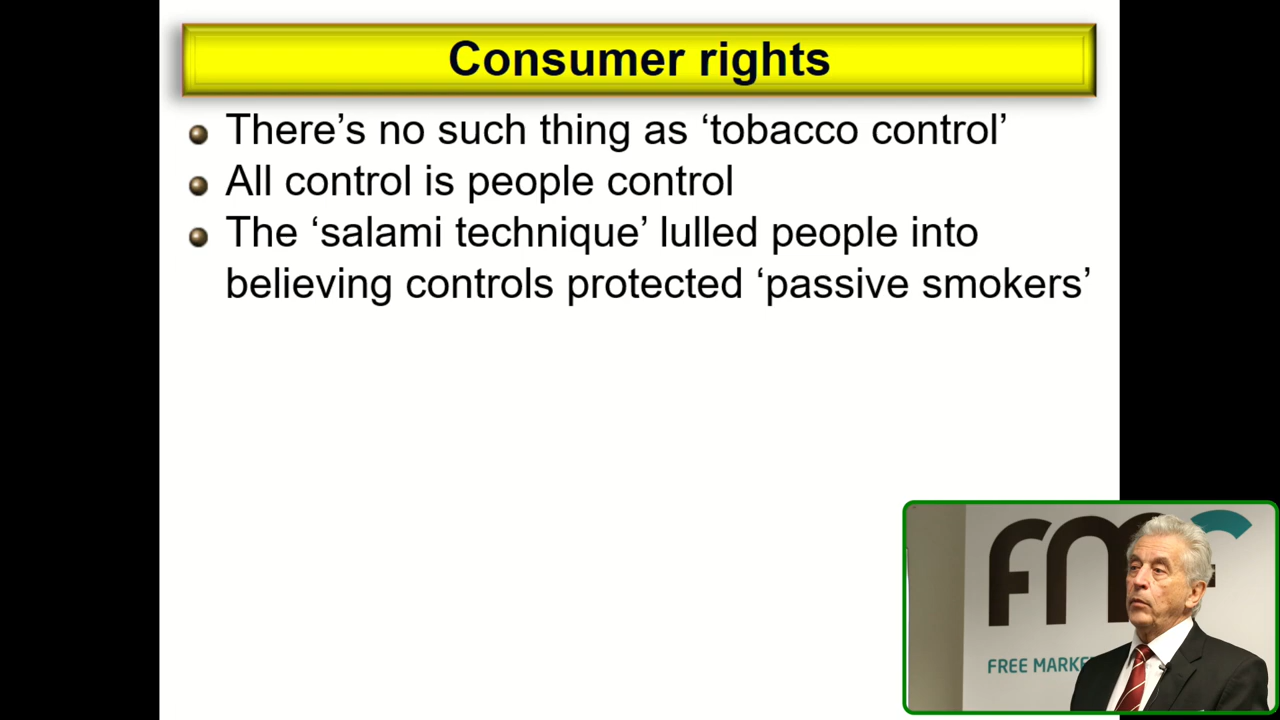 Consumer rights
There’s no such thing as ‘tobacco control’
All control is people control
The ‘salami technique’ lulled people into
believing controls protected ‘passive smokers’
FREE MARKE